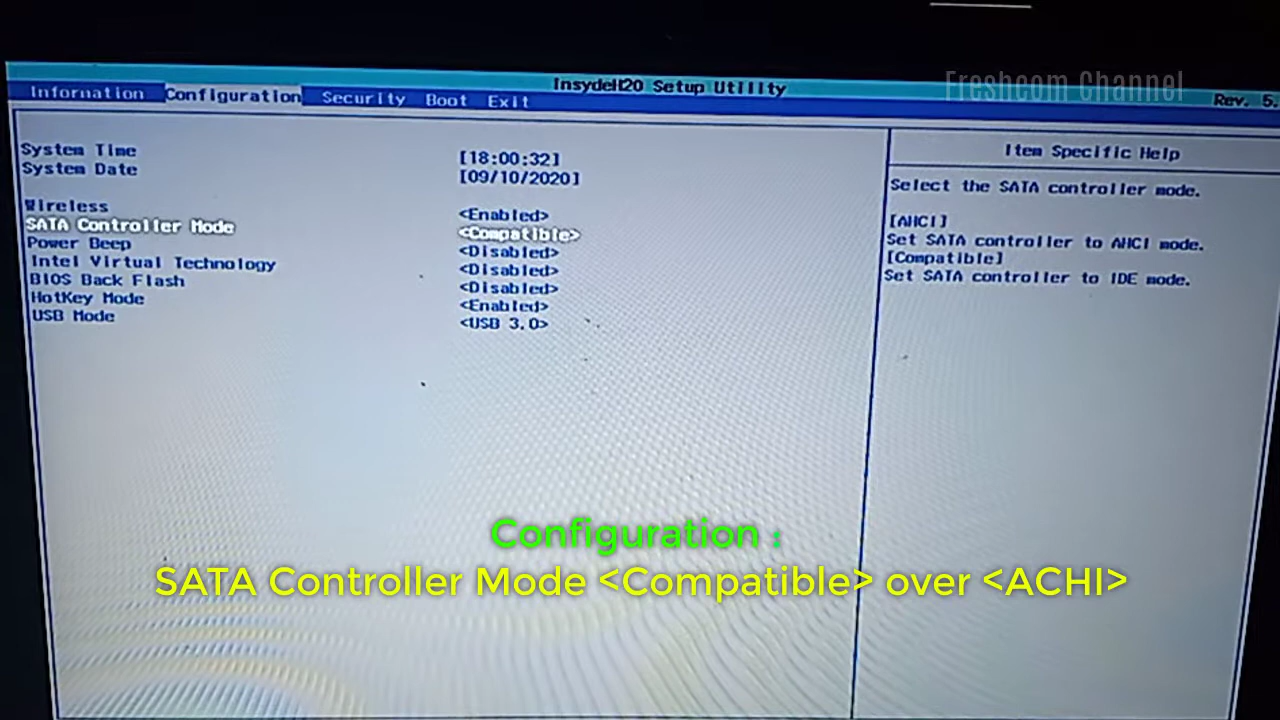 InsydeH20 Setup Utility
Freshcom Channel
Rev. 5.
Information Configuration Security Boot Exit
System Time [18:00:32]
System Date [09/10/2020]
Wireless <Enabled>
SATA Controller Mode <Compatible>
Power Beep <Disabled>
Intel Virtual Technology <Disabled>
BIOS Back Flash <Disabled>
HotKey Mode <Enabled>
USB Mode <USB 3.0>
Item Specific Help
Select the SATA controller mode.
[AHCI]
Set SATA controller to AHCI mode.
[Compatible]
Set SATA controller to IDE mode.
Configuration :
SATA Controller Mode <Compatible> over <ACHI>